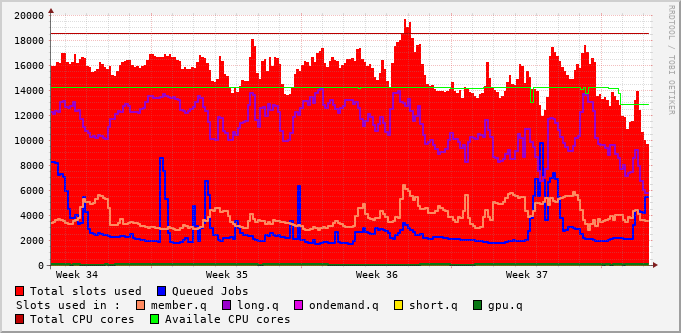 20000
18000
16000
14000
12000
10000
8000
6000
4000
2000
0
Week 34 Week 35 Week 36 Week 37
RRDTOOL / TOBI OETIKER
Total slots used Queued Jobs
Slots used in : member.q long.q ondemand.q short.q gpu.q
Total CPU cores Availale CPU cores